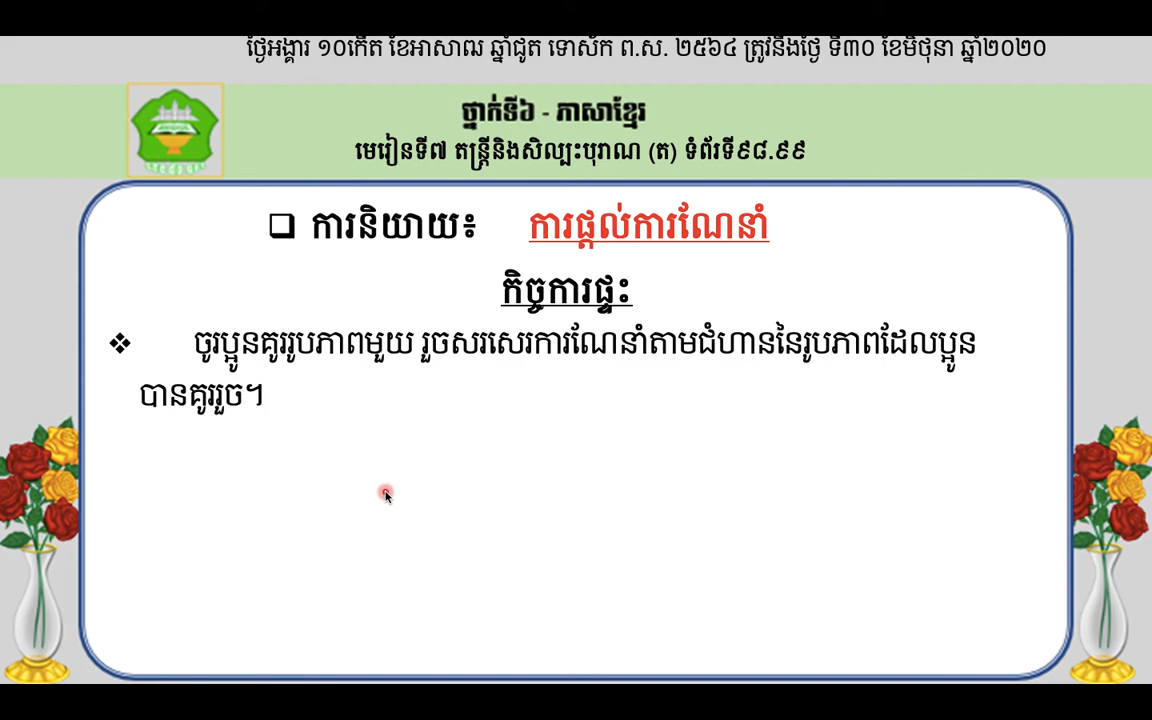 ថ្ងៃអង្គារ ១០កើត ខែអាសាឍ ឆ្នាំជូត ទោស័ក ព.ស. ២៥៦៤ ត្រូវនឹងថ្ងៃ ទី៣០ ខែមិថុនា ឆ្នាំ២០២០
ថ្នាក់ទី៦ - ភាសាខ្មែរ
មេរៀនទី៧ តន្ត្រីនិងសិល្បះបុរាណ (ត) ទំព័រទី៩៨.៩៩
ការនិយាយ៖ ការផ្តល់ការណែនាំ
កិច្ចការផ្ទះ
ចូរប្អូនគូររូបភាពមួយ រួចសរសេរការណែនាំតាមជំហាននៃរូបភាពដែលប្អូន
បានគូររួច។